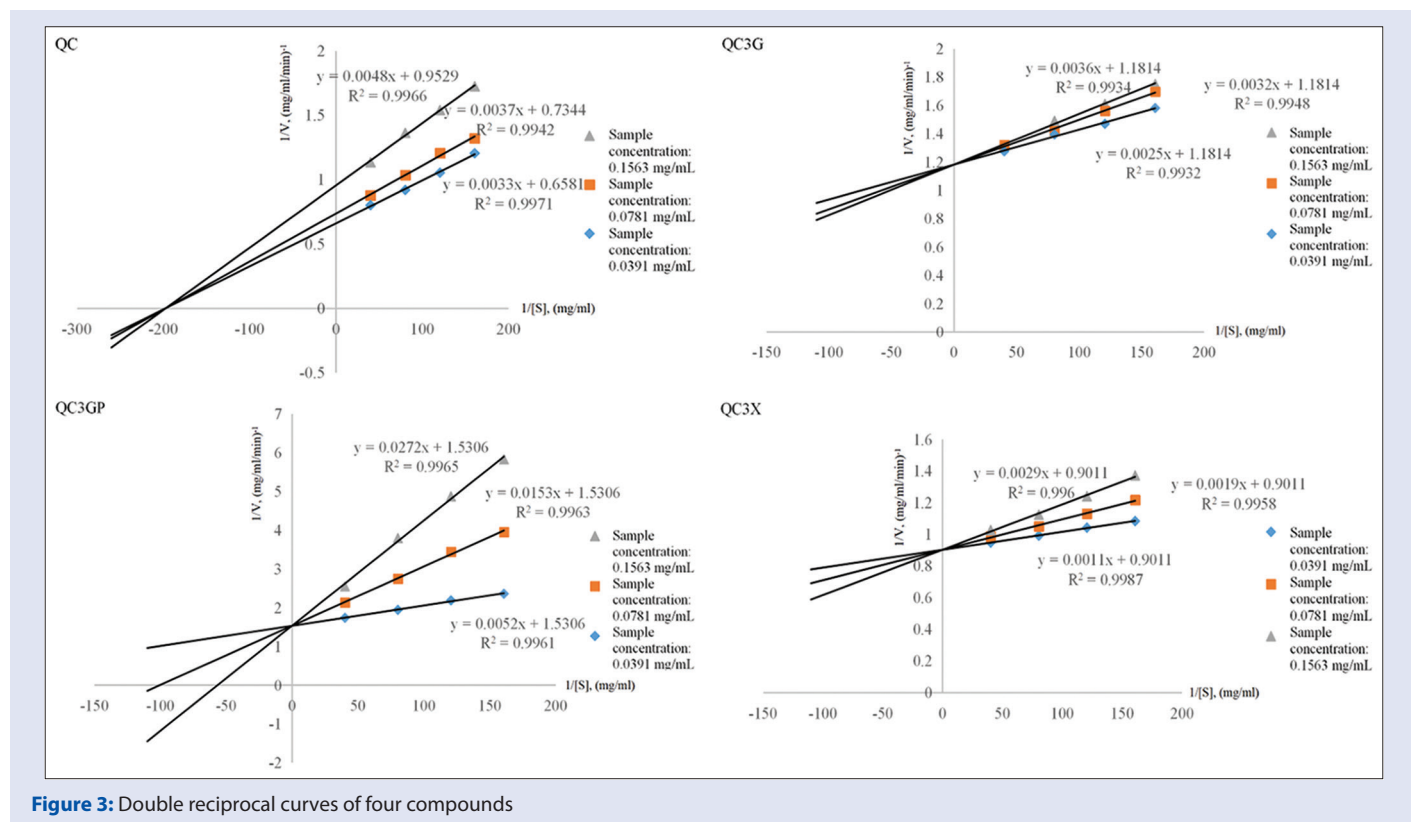 QC
1/V, (mg/ml/min)-1
2
1.5
1
0.5
0
-0.5
y = 0.0048x + 0.9529
R2 = 0.9966
y = 0.0037x + 0.7344
R2 = 0.9942
y = 0.0033x + 0.6581
R2 = 0.9971
-300
-200
-100
0
100
200
1/[S], (mg/ml)
Sample
concentration:
0.1563 mg/mL
Sample
concentration:
0.0781 mg/mL
Sample
concentration:
0.0391 mg/mL
QC3G
1/V, (mg/ml/min)-1
2
1.8
1.6
1.4
1.2
1
0.8
0.6
0.4
0.2
0
y = 0.0036x + 1.1814
R2 = 0.9934
y = 0.0032x + 1.1814
R2 = 0.9948
y = 0.0025x + 1.1814
R2 = 0.9932
-150
-100
-50
0
50
100
150
200
1/[S], (mg/ml)
Sample
concentration:
0.1563 mg/mL
Sample
concentration:
0.0781 mg/mL
Sample
concentration:
0.0391 mg/mL
QC3GP
1/V, (mg/ml/min)-1
7
6
5
4
3
2
1
0
-1
-2
y = 0.0272x + 1.5306
R2 = 0.9965
y = 0.0153x + 1.5306
R2 = 0.9963
y = 0.0052x + 1.5306
R2 = 0.9961
-150
-100
-50
0
50
100
150
200
1/[S], (mg/ml)
Sample
concentration:
0.1563 mg/mL
Sample
concentration:
0.0781 mg/mL
Sample
concentration:
0.0391 mg/mL
QC3X
1/V, (mg/ml/min)-1
1.6
1.4
1.2
1
0.8
0.6
0.4
0.2
0
y = 0.0029x + 0.9011
R2 = 0.996
y = 0.0019x + 0.9011
R2 = 0.9958
y = 0.0011x + 0.9011
R2 = 0.9987
-150
-100
-50
0
50
100
150
200
1/[S], (mg/ml)
Sample
concentration:
0.0391 mg/mL
Sample
concentration:
0.0781 mg/mL
Sample
concentration:
0.1563 mg/mL
Figure 3: Double reciprocal curves of four compounds